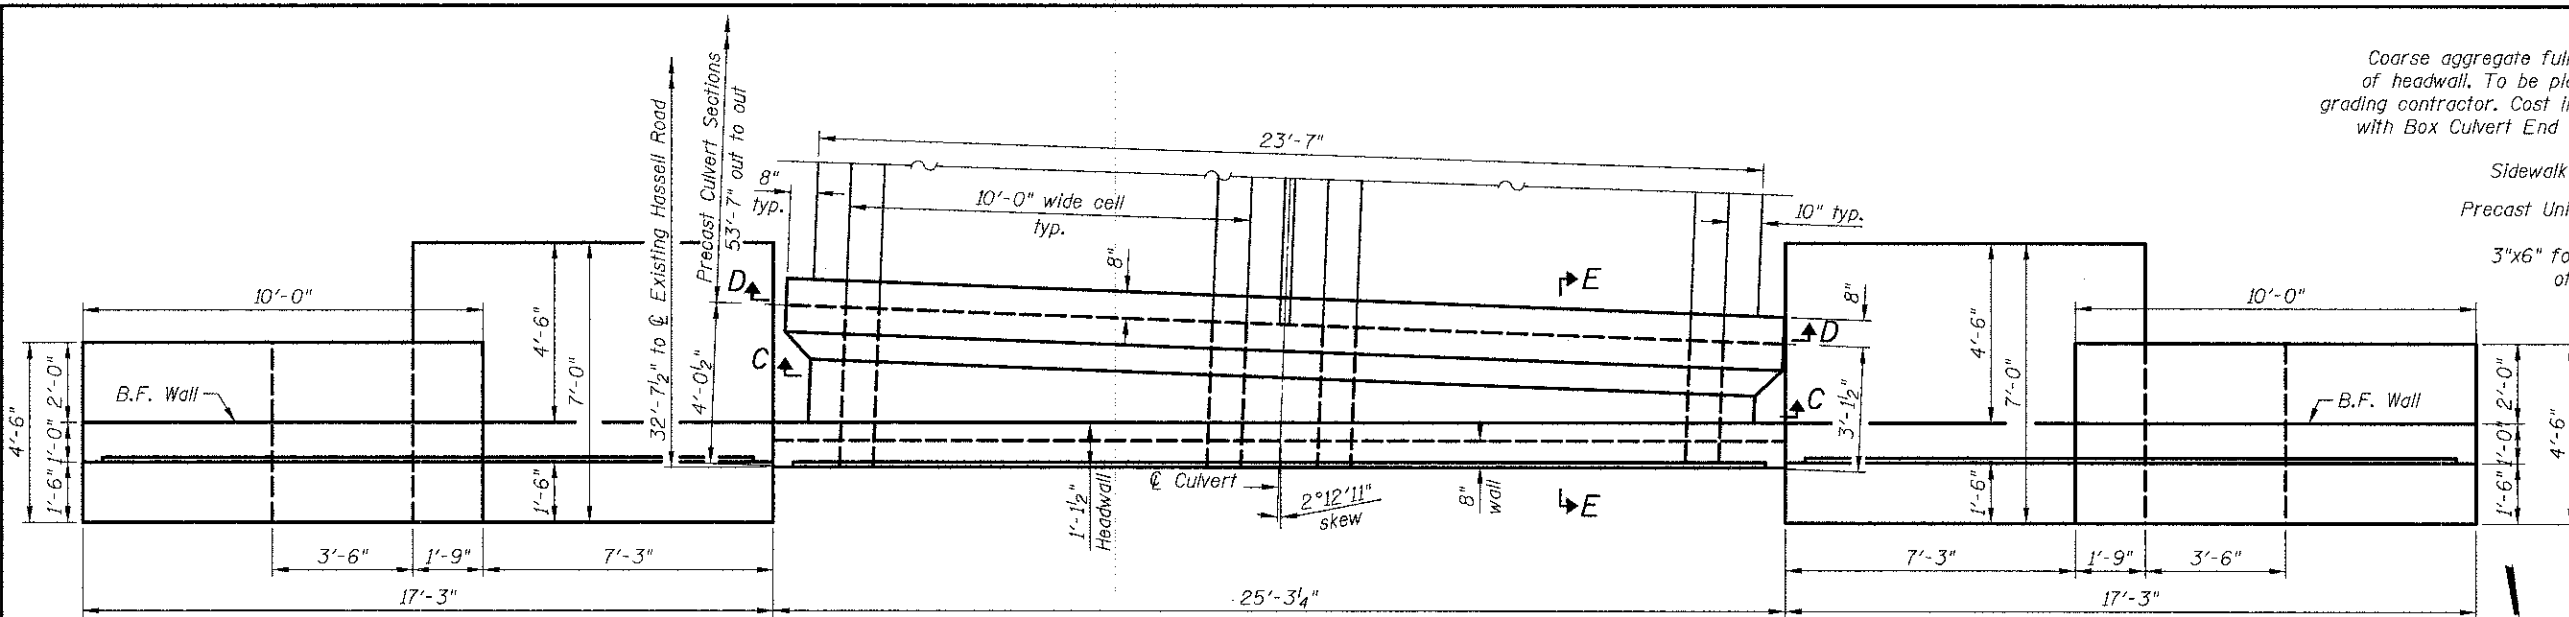 Coarse aggregate full
of headwall. To be pla
grading contractor. Cost i
with Box Culvert End
Sidewalk
Precast Uni
3"x6" fo
of
32'-7½" to ℄ Existing Hassell Road
Precast Culvert Sections
53'-7" out to out
23'-7"
8"
typ.
10'-0" wide cell
typ.
10" typ.
8"
D
E
10'-0"
4'-6"
7'-0"
4'-0½"
C
B.F. Wall
4'-6"
2'-0"
1'-0"
1'-6"
1'-6"
8"
D
C
3'-1½"
4'-6"
7'-0"
10'-0"
B.F. Wall
2'-0"
1'-0"
1'-6"
4'-6"
1'-6"
℄ Culvert
1'-1½"
Headwall
2°12'11"
skew
8"
wall
E
3'-6"
1'-9"
7'-3"
7'-3"
1'-9"
3'-6"
17'-3"
25'-3¼"
17'-3"